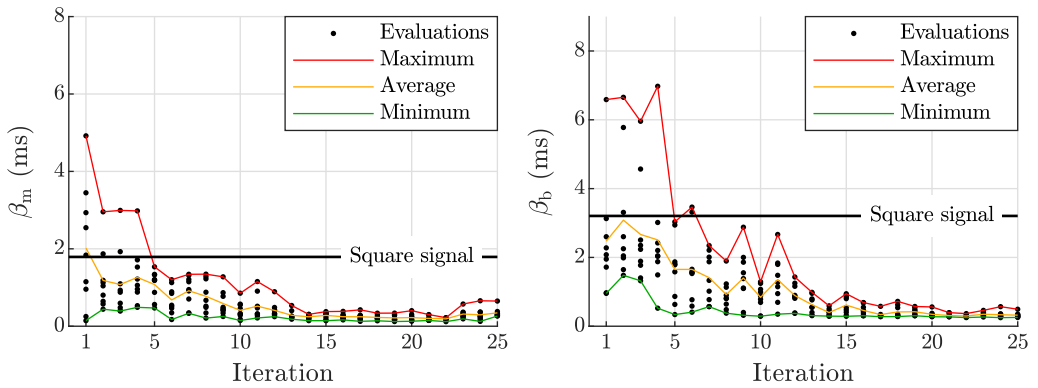 8
6
4
2
0
βm (ms)
Evaluations
Maximum
Average
Minimum
Square signal
1 5 10 15 20 25
Iteration
8
6
4
2
0
βb (ms)
Evaluations
Maximum
Average
Minimum
Square signal
1 5 10 15 20 25
Iteration